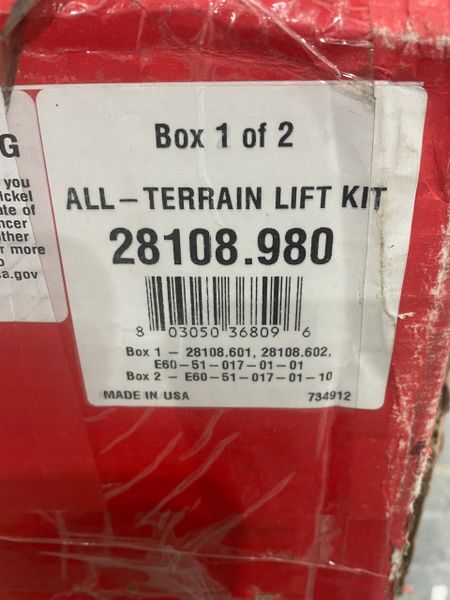 Box 1 of 2
ALL-TERRAIN LIFT KIT
28108.980
8 03050 36809 6
Box 1 - 28108.601, 28108.602,
E60-51-017-01-01
Box 2 - E60-51-017-01-10
MADE IN USA 734912
G
you
ickel
ate of
ncer
ther
r more
o
a.gov